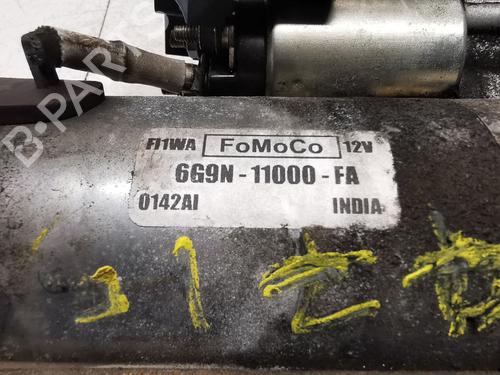 FI1WA FoMoCo 12V
6G9N - 11000 - FA
0142AI INDIA
B-PARTS